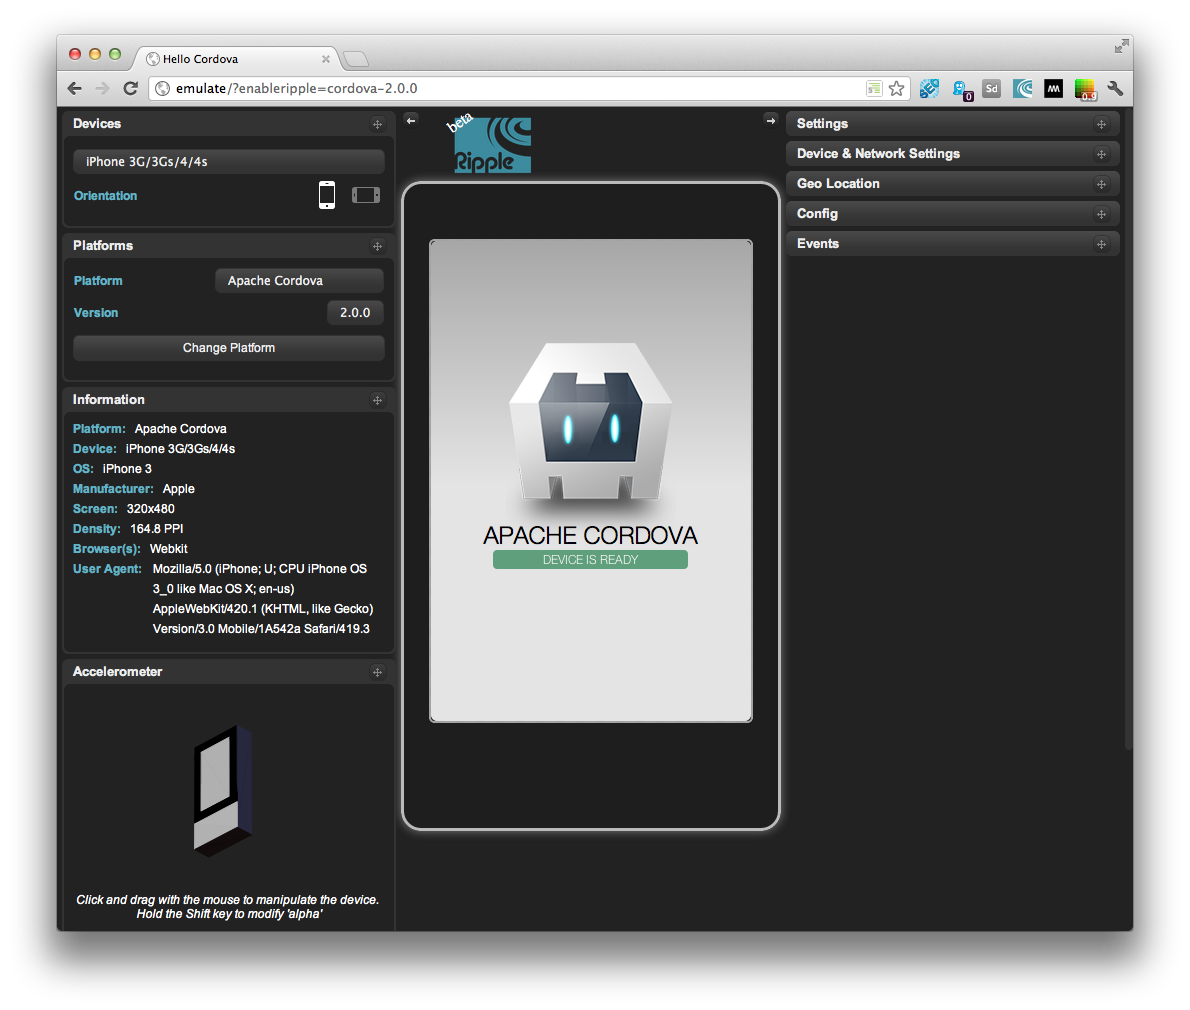 Hello Cordova
emulate/?enableripple=cordova-2.0.0
Sd
0
0.9
Devices
iPhone 3G/3Gs/4/4s
Orientation
Platforms
Platform
Apache Cordova
Version
2.0.0
Change Platform
Information
Platform: Apache Cordova
Device: iPhone 3G/3Gs/4/4s
OS: iPhone 3
Manufacturer: Apple
Screen: 320x480
Density: 164.8 PPI
Browser(s): Webkit
User Agent: Mozilla/5.0 (iPhone; U; CPU iPhone OS
3_0 like Mac OS X; en-us)
AppleWebKit/420.1 (KHTML, like Gecko)
Version/3.0 Mobile/1A542a Safari/419.3
Accelerometer
Click and drag with the mouse to manipulate the device.
Hold the Shift key to modify 'alpha'
beta
Ripple
APACHE CORDOVA
DEVICE IS READY
Settings
Device & Network Settings
Geo Location
Config
Events